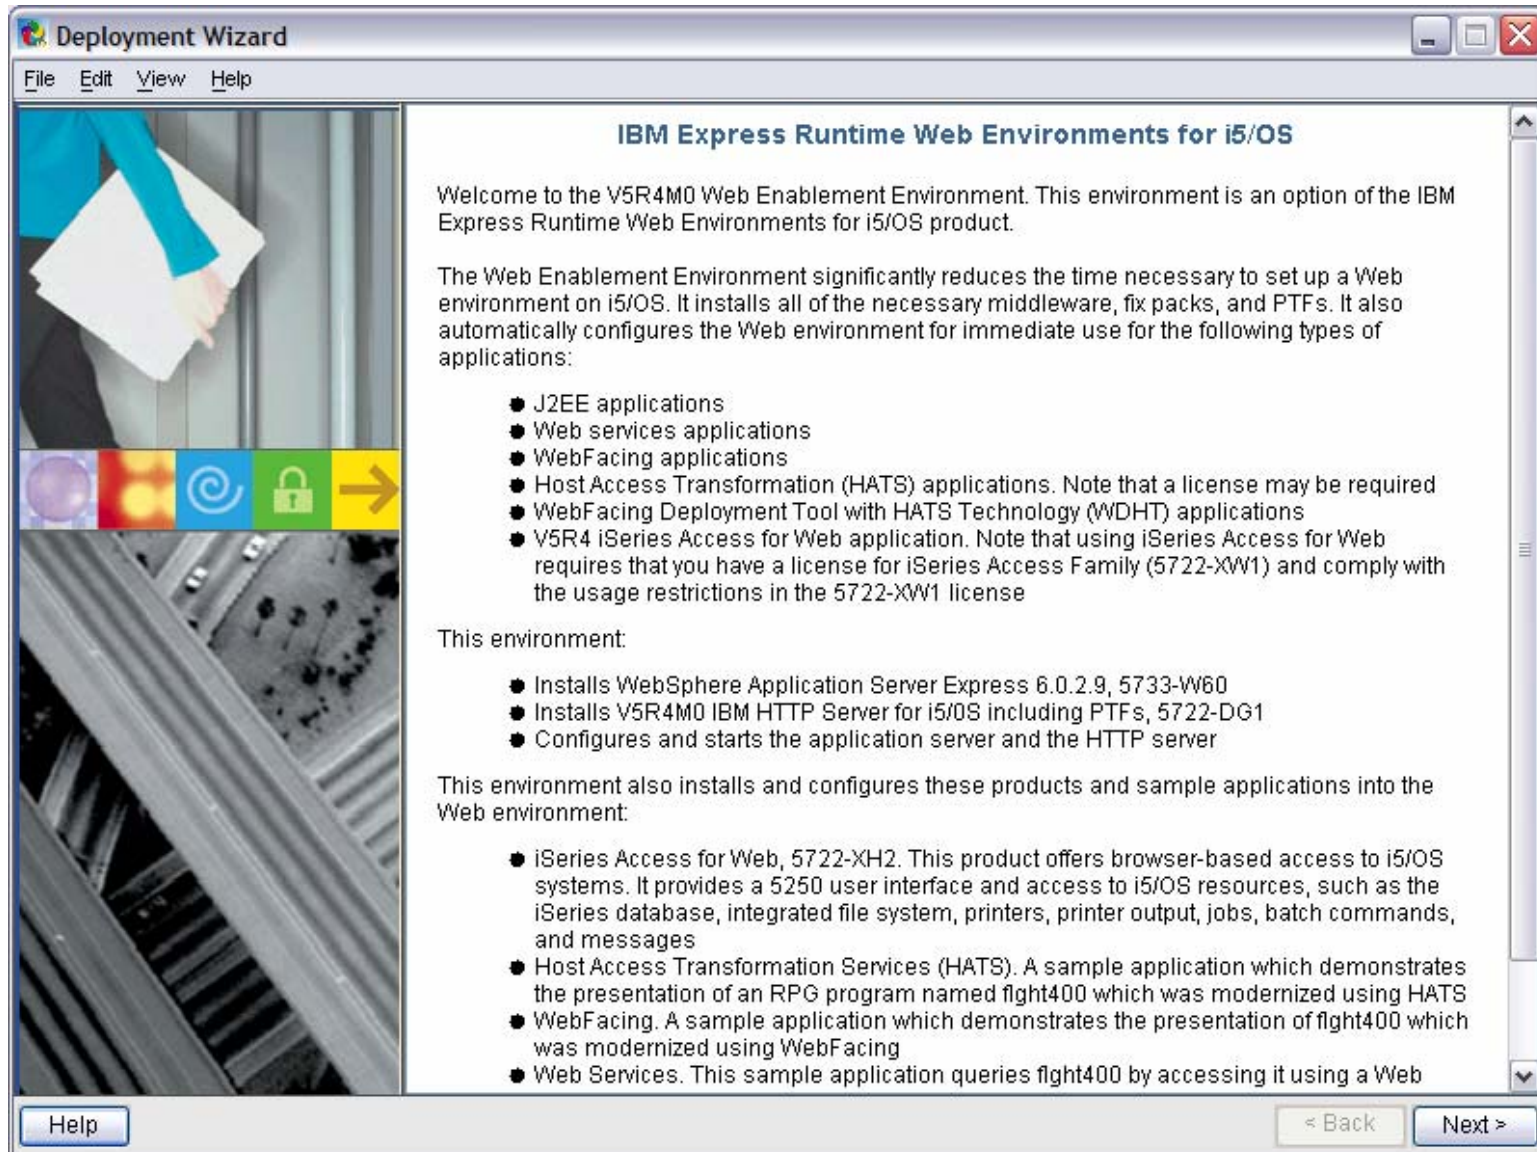 Deployment Wizard
File Edit View Help
IBM Express Runtime Web Environments for i5/OS
Welcome to the V5R4M0 Web Enablement Environment. This environment is an option of the IBM
Express Runtime Web Environments for i5/OS product.
The Web Enablement Environment significantly reduces the time necessary to set up a Web
environment on i5/OS. It installs all of the necessary middleware, fix packs, and PTFs. It also
automatically configures the Web environment for immediate use for the following types of
applications:
● J2EE applications
● Web services applications
● WebFacing applications
● Host Access Transformation (HATS) applications. Note that a license may be required
● WebFacing Deployment Tool with HATS Technology (WDHT) applications
● V5R4 iSeries Access for Web application. Note that using iSeries Access for Web
requires that you have a license for iSeries Access Family (5722-XW1) and comply with
the usage restrictions in the 5722-XW1 license
This environment:
● Installs WebSphere Application Server Express 6.0.2.9, 5733-W60
● Installs V5R4M0 IBM HTTP Server for i5/0S including PTFs, 5722-DG1
● Configures and starts the application server and the HTTP server
This environment also installs and configures these products and sample applications into the
Web environment:
● iSeries Access for Web, 5722-XH2. This product offers browser-based access to i5/OS
systems. It provides a 5250 user interface and access to i5/OS resources, such as the
iSeries database, integrated file system, printers, printer output, jobs, batch commands,
and messages
● Host Access Transformation Services (HATS). A sample application which demonstrates
the presentation of an RPG program named flght400 which was modernized using HATS
● WebFacing. A sample application which demonstrates the presentation of flght400 which
was modernized using WebFacing
● Web Services. This sample application queries flght400 by accessing it using a Web
Help
< Back
Next >